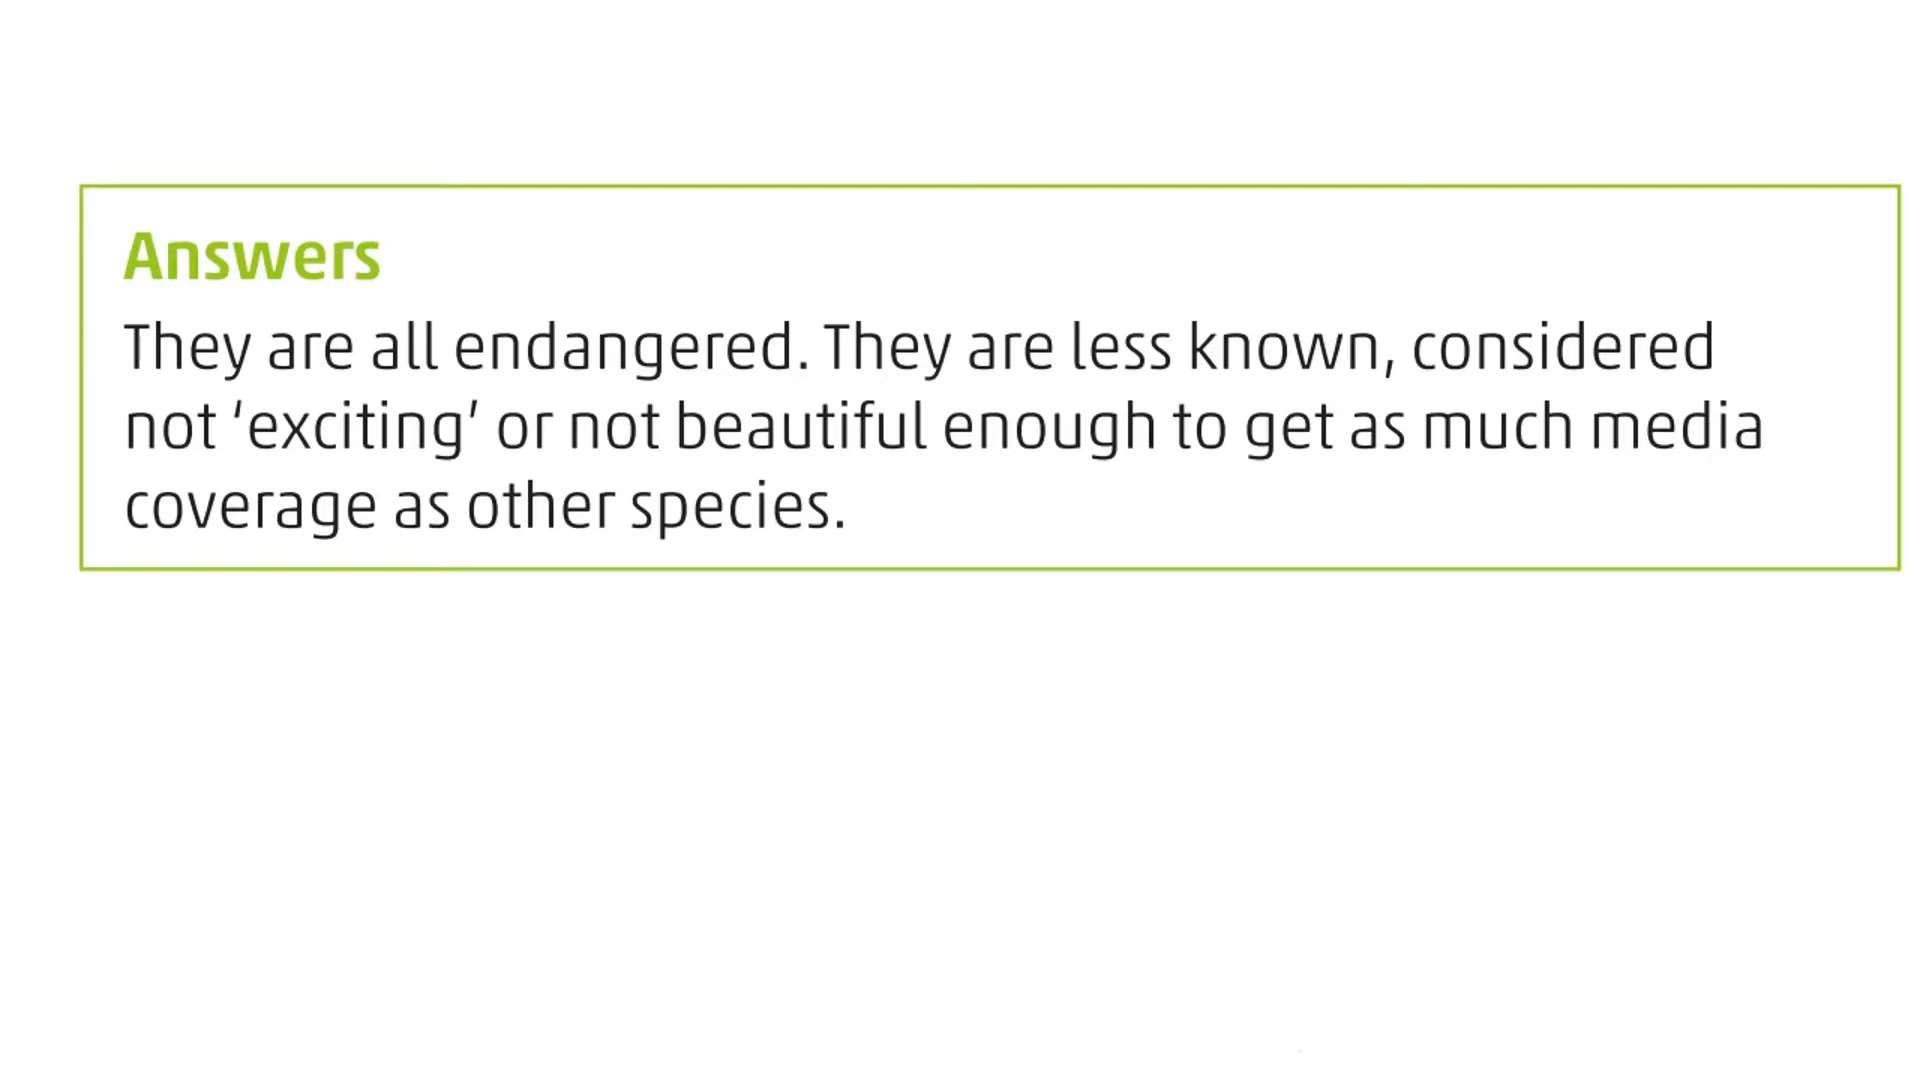 Answers
They are all endangered. They are less known, considered
not ‘exciting’ or not beautiful enough to get as much media
coverage as other species.